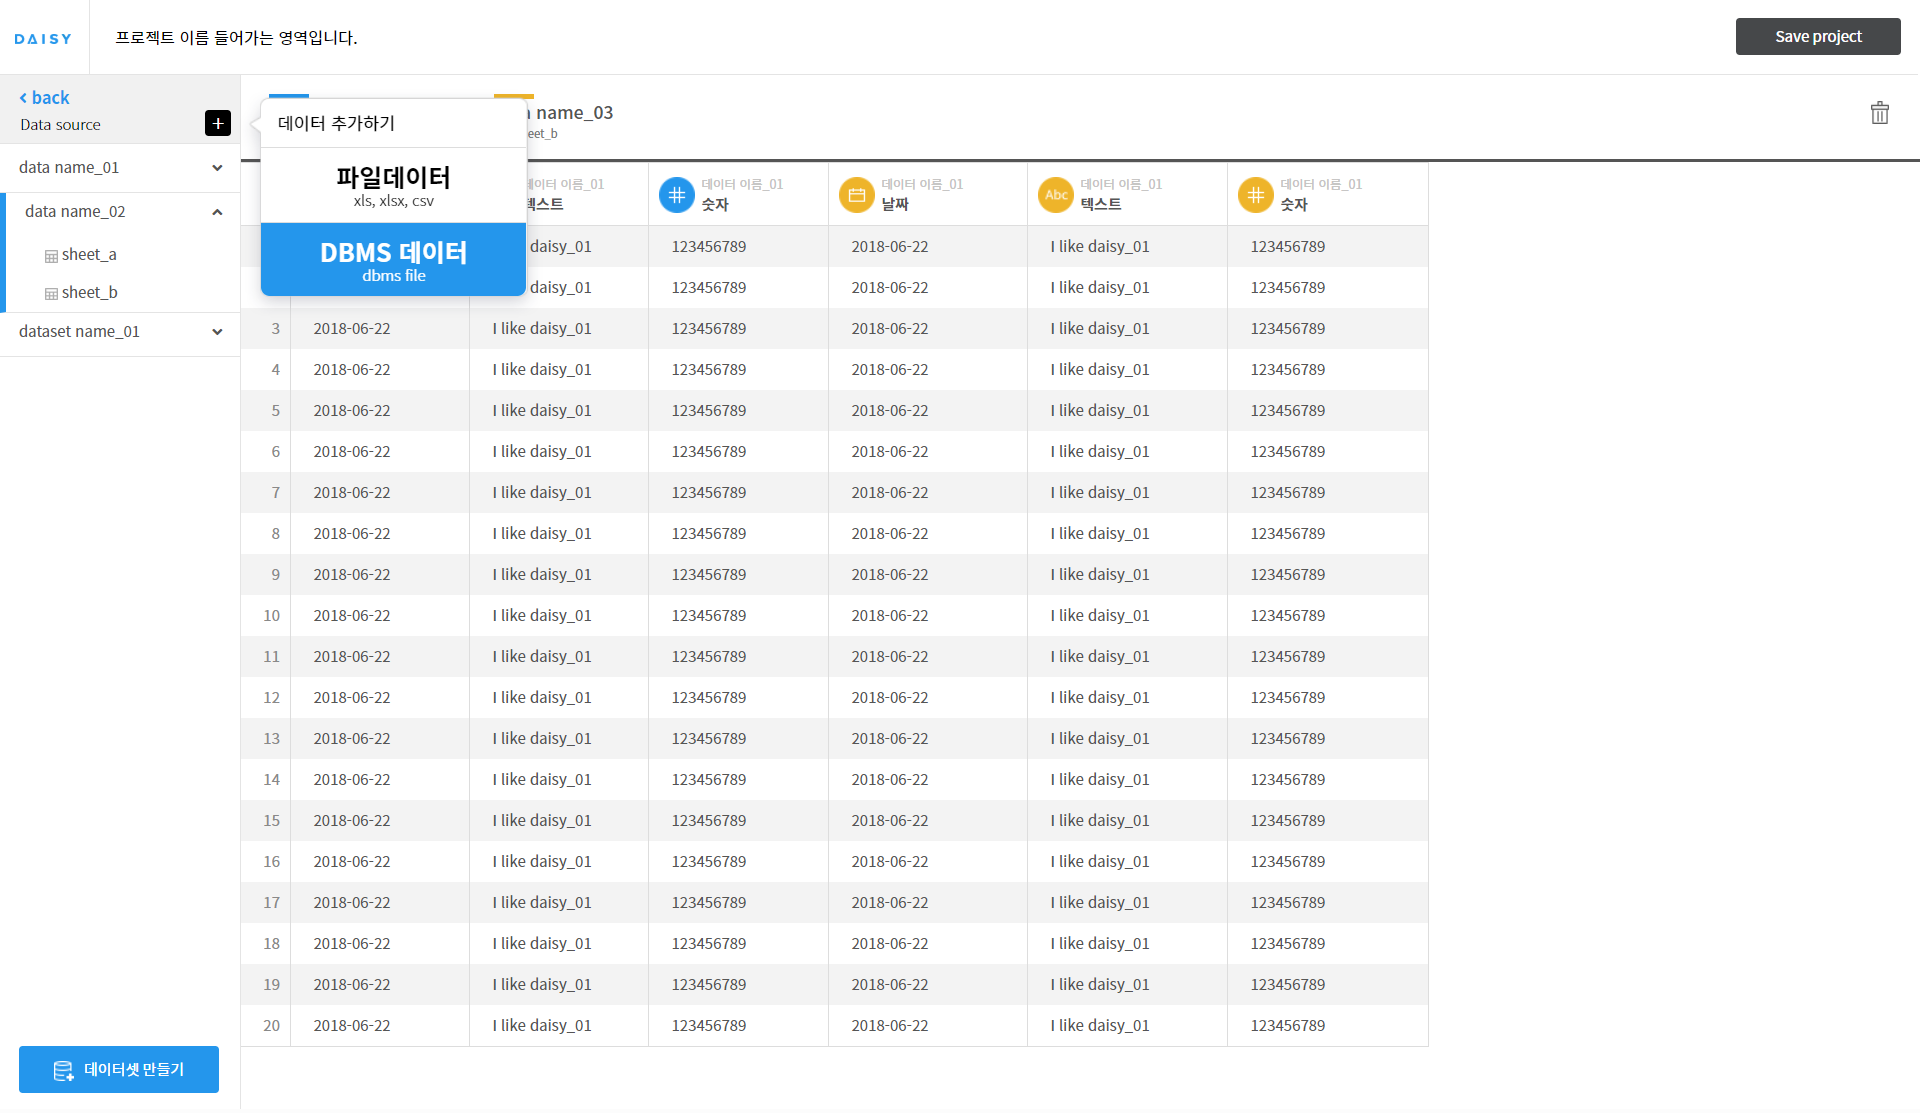 DAISY
프로젝트 이름 들어가는 영역입니다.
Save project
back
Data source
data name_01
data name_02
sheet_a
sheet_b
dataset name_01
데이터셋 만들기
데이터 추가하기
파일데이터
xls, xlsx, csv
DBMS 데이터
dbms file
name_03
데이터 이름_01 데이터 이름_01 데이터 이름_01 데이터 이름_01 데이터 이름_01
텍스트 숫자 날짜 Abc 텍스트 숫자
daisy_01 123456789 2018-06-22 I like daisy_01 123456789
daisy_01 123456789 2018-06-22 I like daisy_01 123456789
3 2018-06-22 I like daisy_01 123456789 2018-06-22 I like daisy_01 123456789
4 2018-06-22 I like daisy_01 123456789 2018-06-22 I like daisy_01 123456789
5 2018-06-22 I like daisy_01 123456789 2018-06-22 I like daisy_01 123456789
6 2018-06-22 I like daisy_01 123456789 2018-06-22 I like daisy_01 123456789
7 2018-06-22 I like daisy_01 123456789 2018-06-22 I like daisy_01 123456789
8 2018-06-22 I like daisy_01 123456789 2018-06-22 I like daisy_01 123456789
9 2018-06-22 I like daisy_01 123456789 2018-06-22 I like daisy_01 123456789
10 2018-06-22 I like daisy_01 123456789 2018-06-22 I like daisy_01 123456789
11 2018-06-22 I like daisy_01 123456789 2018-06-22 I like daisy_01 123456789
12 2018-06-22 I like daisy_01 123456789 2018-06-22 I like daisy_01 123456789
13 2018-06-22 I like daisy_01 123456789 2018-06-22 I like daisy_01 123456789
14 2018-06-22 I like daisy_01 123456789 2018-06-22 I like daisy_01 123456789
15 2018-06-22 I like daisy_01 123456789 2018-06-22 I like daisy_01 123456789
16 2018-06-22 I like daisy_01 123456789 2018-06-22 I like daisy_01 123456789
17 2018-06-22 I like daisy_01 123456789 2018-06-22 I like daisy_01 123456789
18 2018-06-22 I like daisy_01 123456789 2018-06-22 I like daisy_01 123456789
19 2018-06-22 I like daisy_01 123456789 2018-06-22 I like daisy_01 123456789
20 2018-06-22 I like daisy_01 123456789 2018-06-22 I like daisy_01 123456789